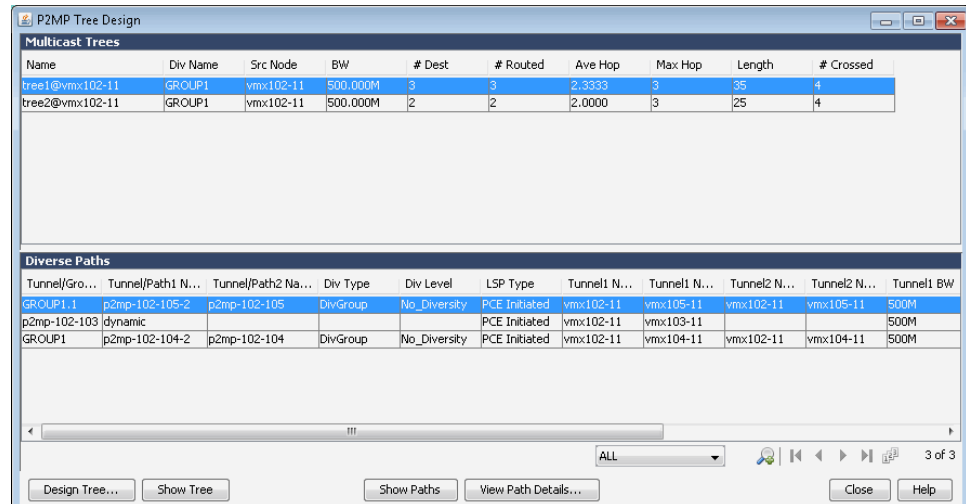 P2MP Tree Design
Multicast Trees
Name Div Name Src Node BW # Dest # Routed Ave Hop Max Hop Length # Crossed
tree1@vmx102-11 GROUP1 vmx102-11 500.000M 3 3 2.3333 3 35 4
tree2@vmx102-11 GROUP1 vmx102-11 500.000M 2 2 2.0000 3 25 4
Diverse Paths
Tunnel/Gro... Tunnel/Path1 N... Tunnel/Path2 Na... Div Type Div Level LSP Type Tunnel1 N... Tunnel1 N... Tunnel2 N... Tunnel2 N... Tunnel1 BW
GROUP1.1 p2mp-102-105-2 p2mp-102-105 DivGroup No_Diversity PCE Initiated vmx102-11 vmx105-11 vmx102-11 vmx105-11 500M
p2mp-102-103 dynamic PCE Initiated vmx102-11 vmx103-11 500M
GROUP1 p2mp-102-104-2 p2mp-102-104 DivGroup No_Diversity PCE Initiated vmx102-11 vmx104-11 vmx102-11 vmx104-11 500M
ALL 3 of 3
Design Tree... Show Tree Show Paths View Path Details... Close Help